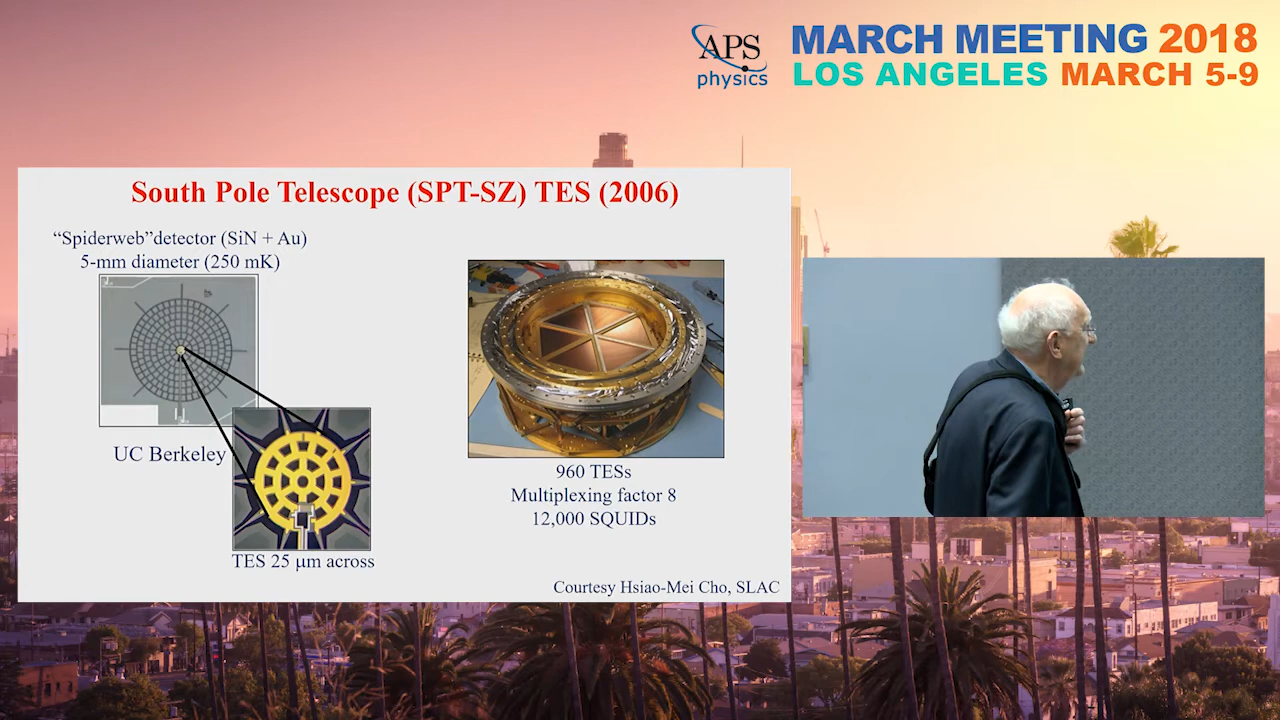 APS
physics
MARCH MEETING 2018
LOS ANGELES MARCH 5-9
South Pole Telescope (SPT-SZ) TES (2006)
“Spiderweb”detector (SiN + Au)
5-mm diameter (250 mK)
UC Berkeley
TES 25 μm across
960 TESs
Multiplexing factor 8
12,000 SQUIDs
Courtesy Hsiao-Mei Cho, SLAC